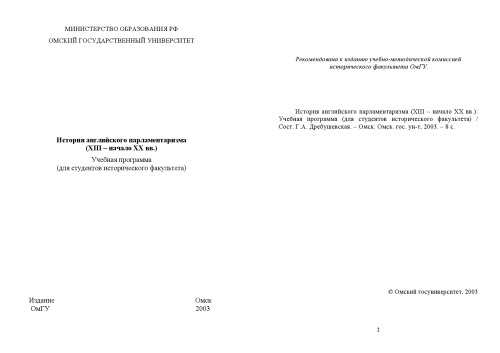 МИНИСТЕРСТВО ОБРАЗОВАНИЯ РФ
ОМСКИЙ ГОСУДАРСТВЕННЫЙ УНИВЕРСИТЕТ
История английского парламентаризма
(XIII – начало XX вв.)
Учебная программа
(для студентов исторического факультета)
Издание Омск
ОмГУ 2003
Рекомендована к изданию учебно-методической комиссией
исторического факультета ОмГУ.
История английского парламентаризма (XIII – начало XX вв.):
Учебная программа (для студентов исторического факультета) /
Сост. Г.А. Дребушевская. – Омск: Омск. гос. ун-т, 2003. – 8 с.
© Омский госуниверситет, 2003
2